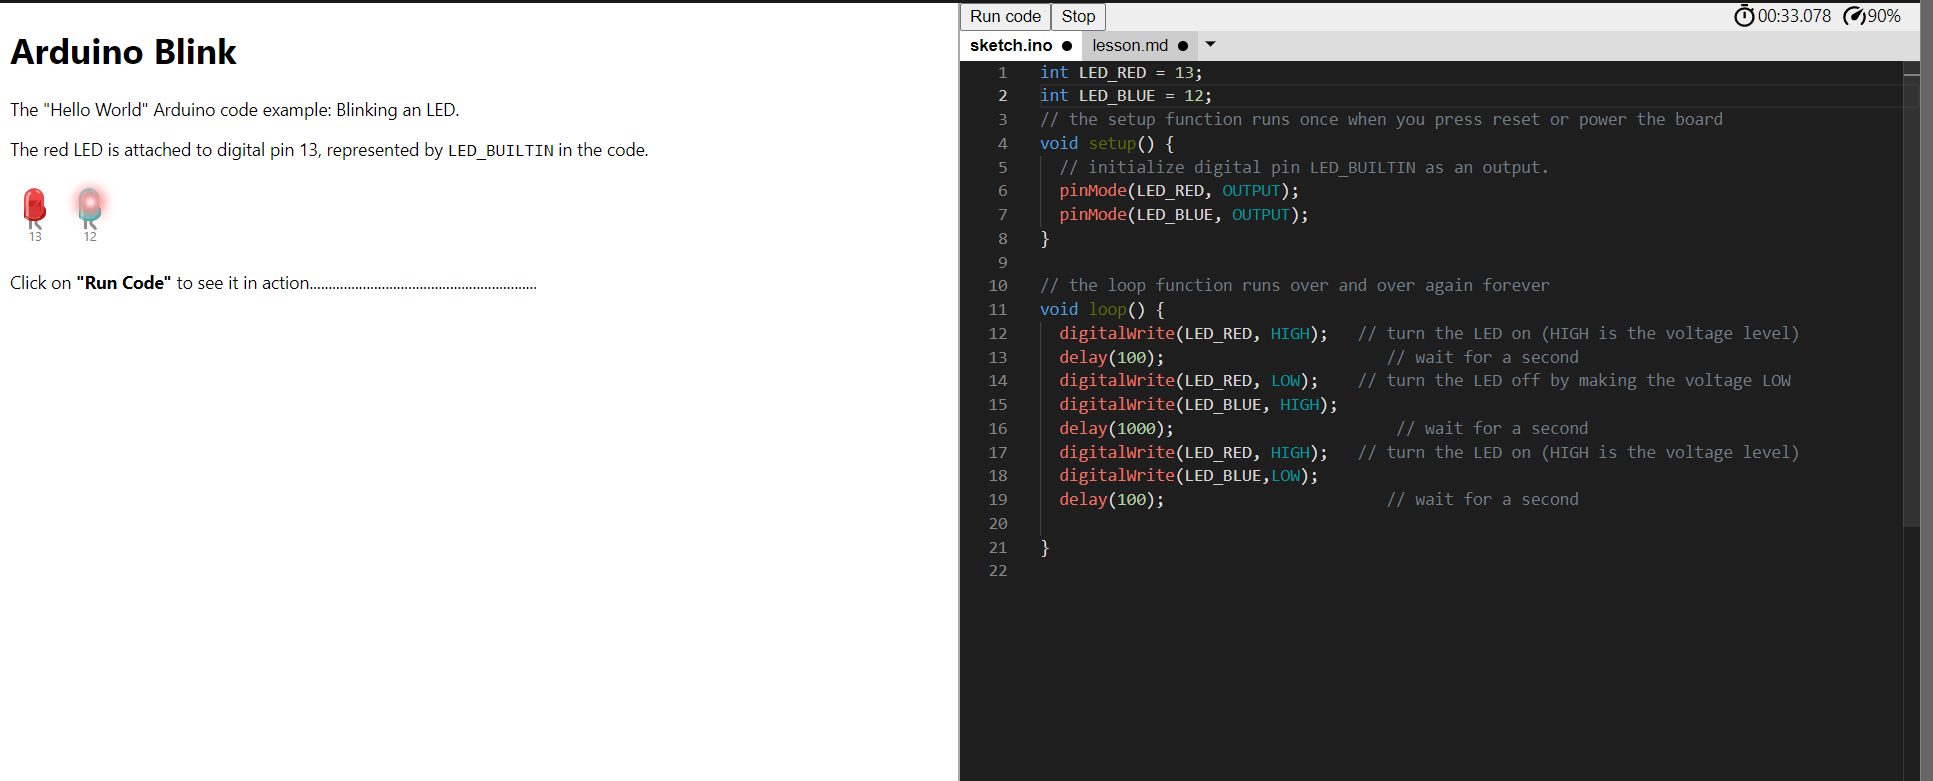 Arduino Blink
The "Hello World" Arduino code example: Blinking an LED.
The red LED is attached to digital pin 13, represented by LED_BUILTIN in the code.
13 12
Click on "Run Code" to see it in action............................................................
Run code Stop 00:33.078 90%
sketch.ino ● lesson.md ●
1 int LED_RED = 13;
2 int LED_BLUE = 12;
3 // the setup function runs once when you press reset or power the board
4 void setup() {
5 // initialize digital pin LED_BUILTIN as an output.
6 pinMode(LED_RED, OUTPUT);
7 pinMode(LED_BLUE, OUTPUT);
8 }
9
10 // the loop function runs over and over again forever
11 void loop() {
12 digitalWrite(LED_RED, HIGH); // turn the LED on (HIGH is the voltage level)
13 delay(100); // wait for a second
14 digitalWrite(LED_RED, LOW); // turn the LED off by making the voltage LOW
15 digitalWrite(LED_BLUE, HIGH);
16 delay(1000); // wait for a second
17 digitalWrite(LED_RED, HIGH); // turn the LED on (HIGH is the voltage level)
18 digitalWrite(LED_BLUE,LOW);
19 delay(100); // wait for a second
20
21 }
22